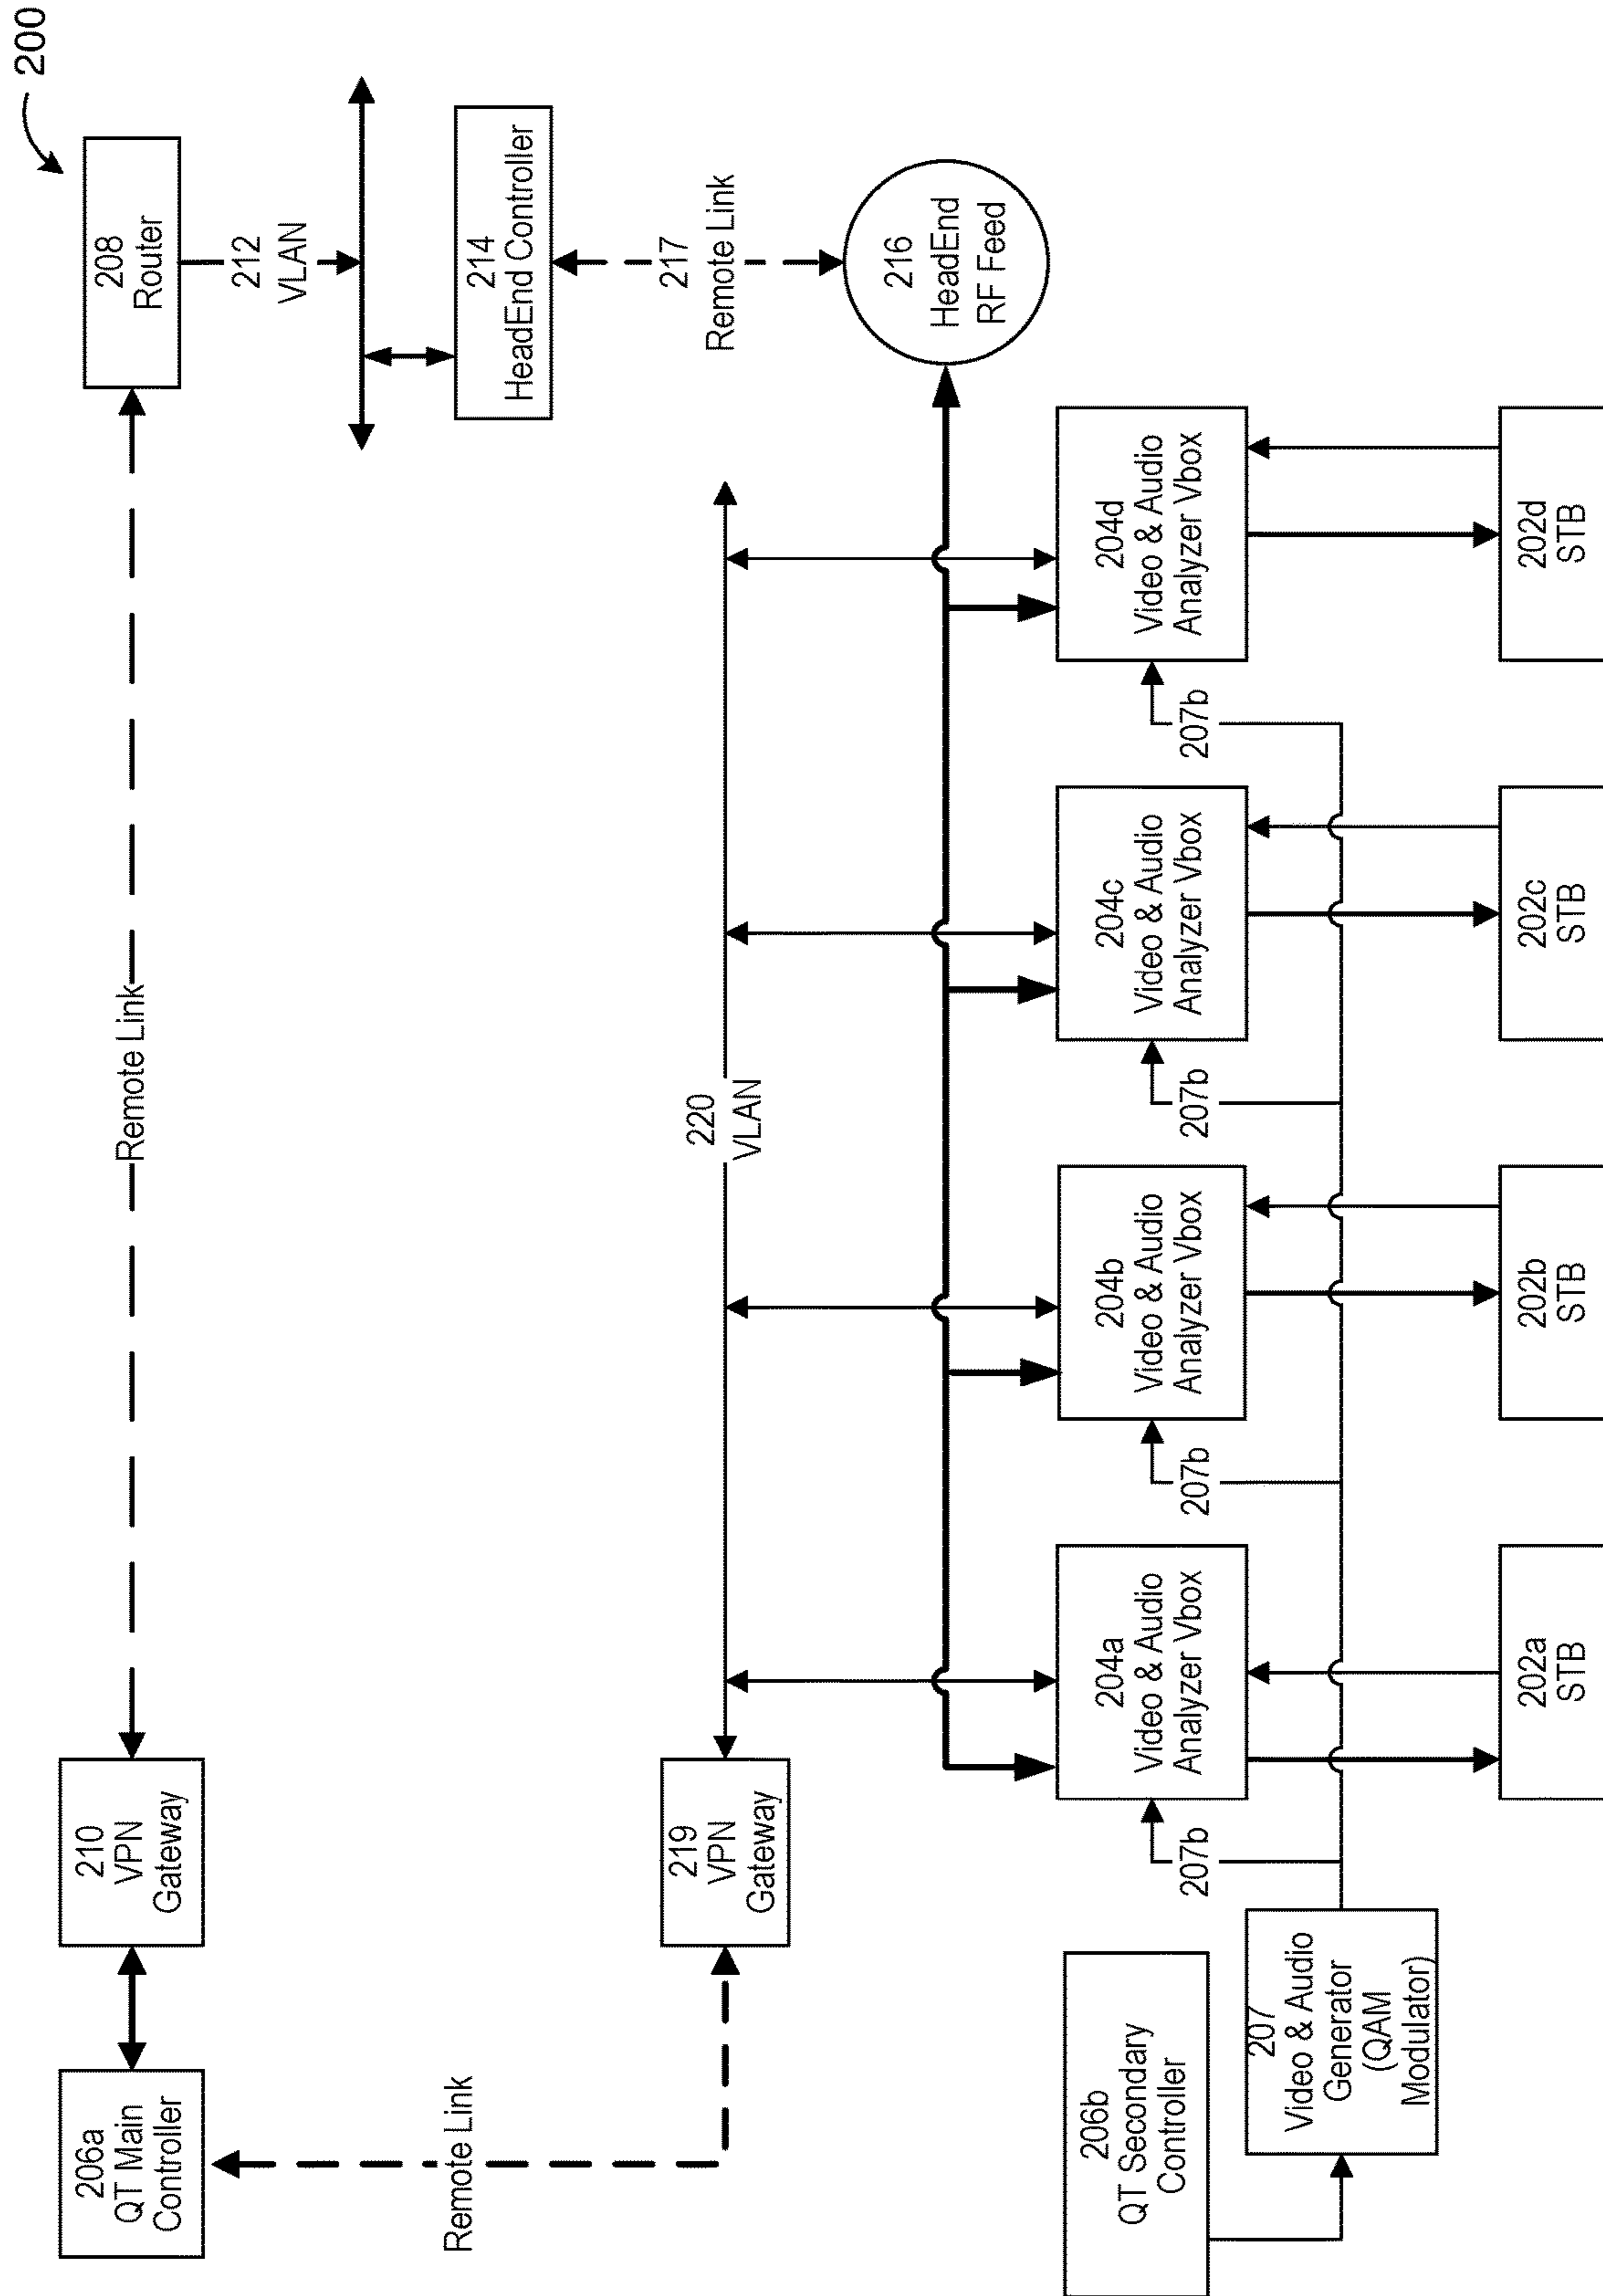 200
206a
QT Main
Controller
210
VPN
Gateway
Remote Link
208
Router
212
VLAN
214
HeadEnd Controller
217
Remote Link
216
HeadEnd
RF Feed
Remote Link
219
VPN
Gateway
220
VLAN
206b
QT Secondary
Controller
207
Video & Audio
Generator
(QAM
Modulator)
207b
204a
Video & Audio
Analyzer Vbox
207b
204b
Video & Audio
Analyzer Vbox
207b
204c
Video & Audio
Analyzer Vbox
207b
204d
Video & Audio
Analyzer Vbox
202a
STB
202b
STB
202c
STB
202d
STB